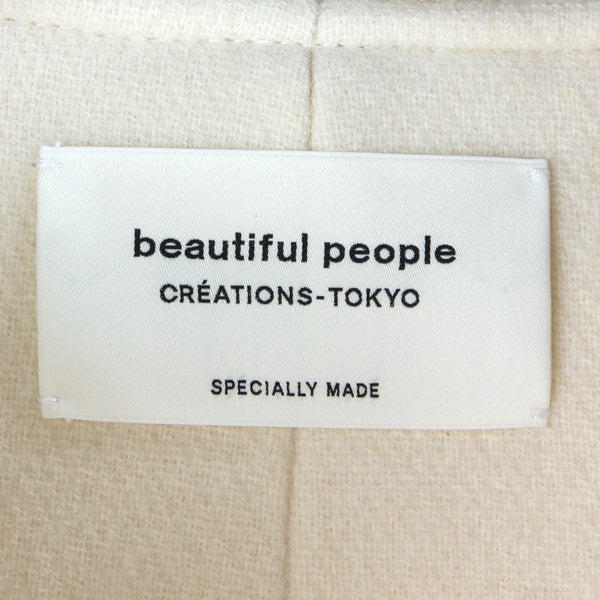 beautiful people
CRÉATIONS-TOKYO
SPECIALLY MADE